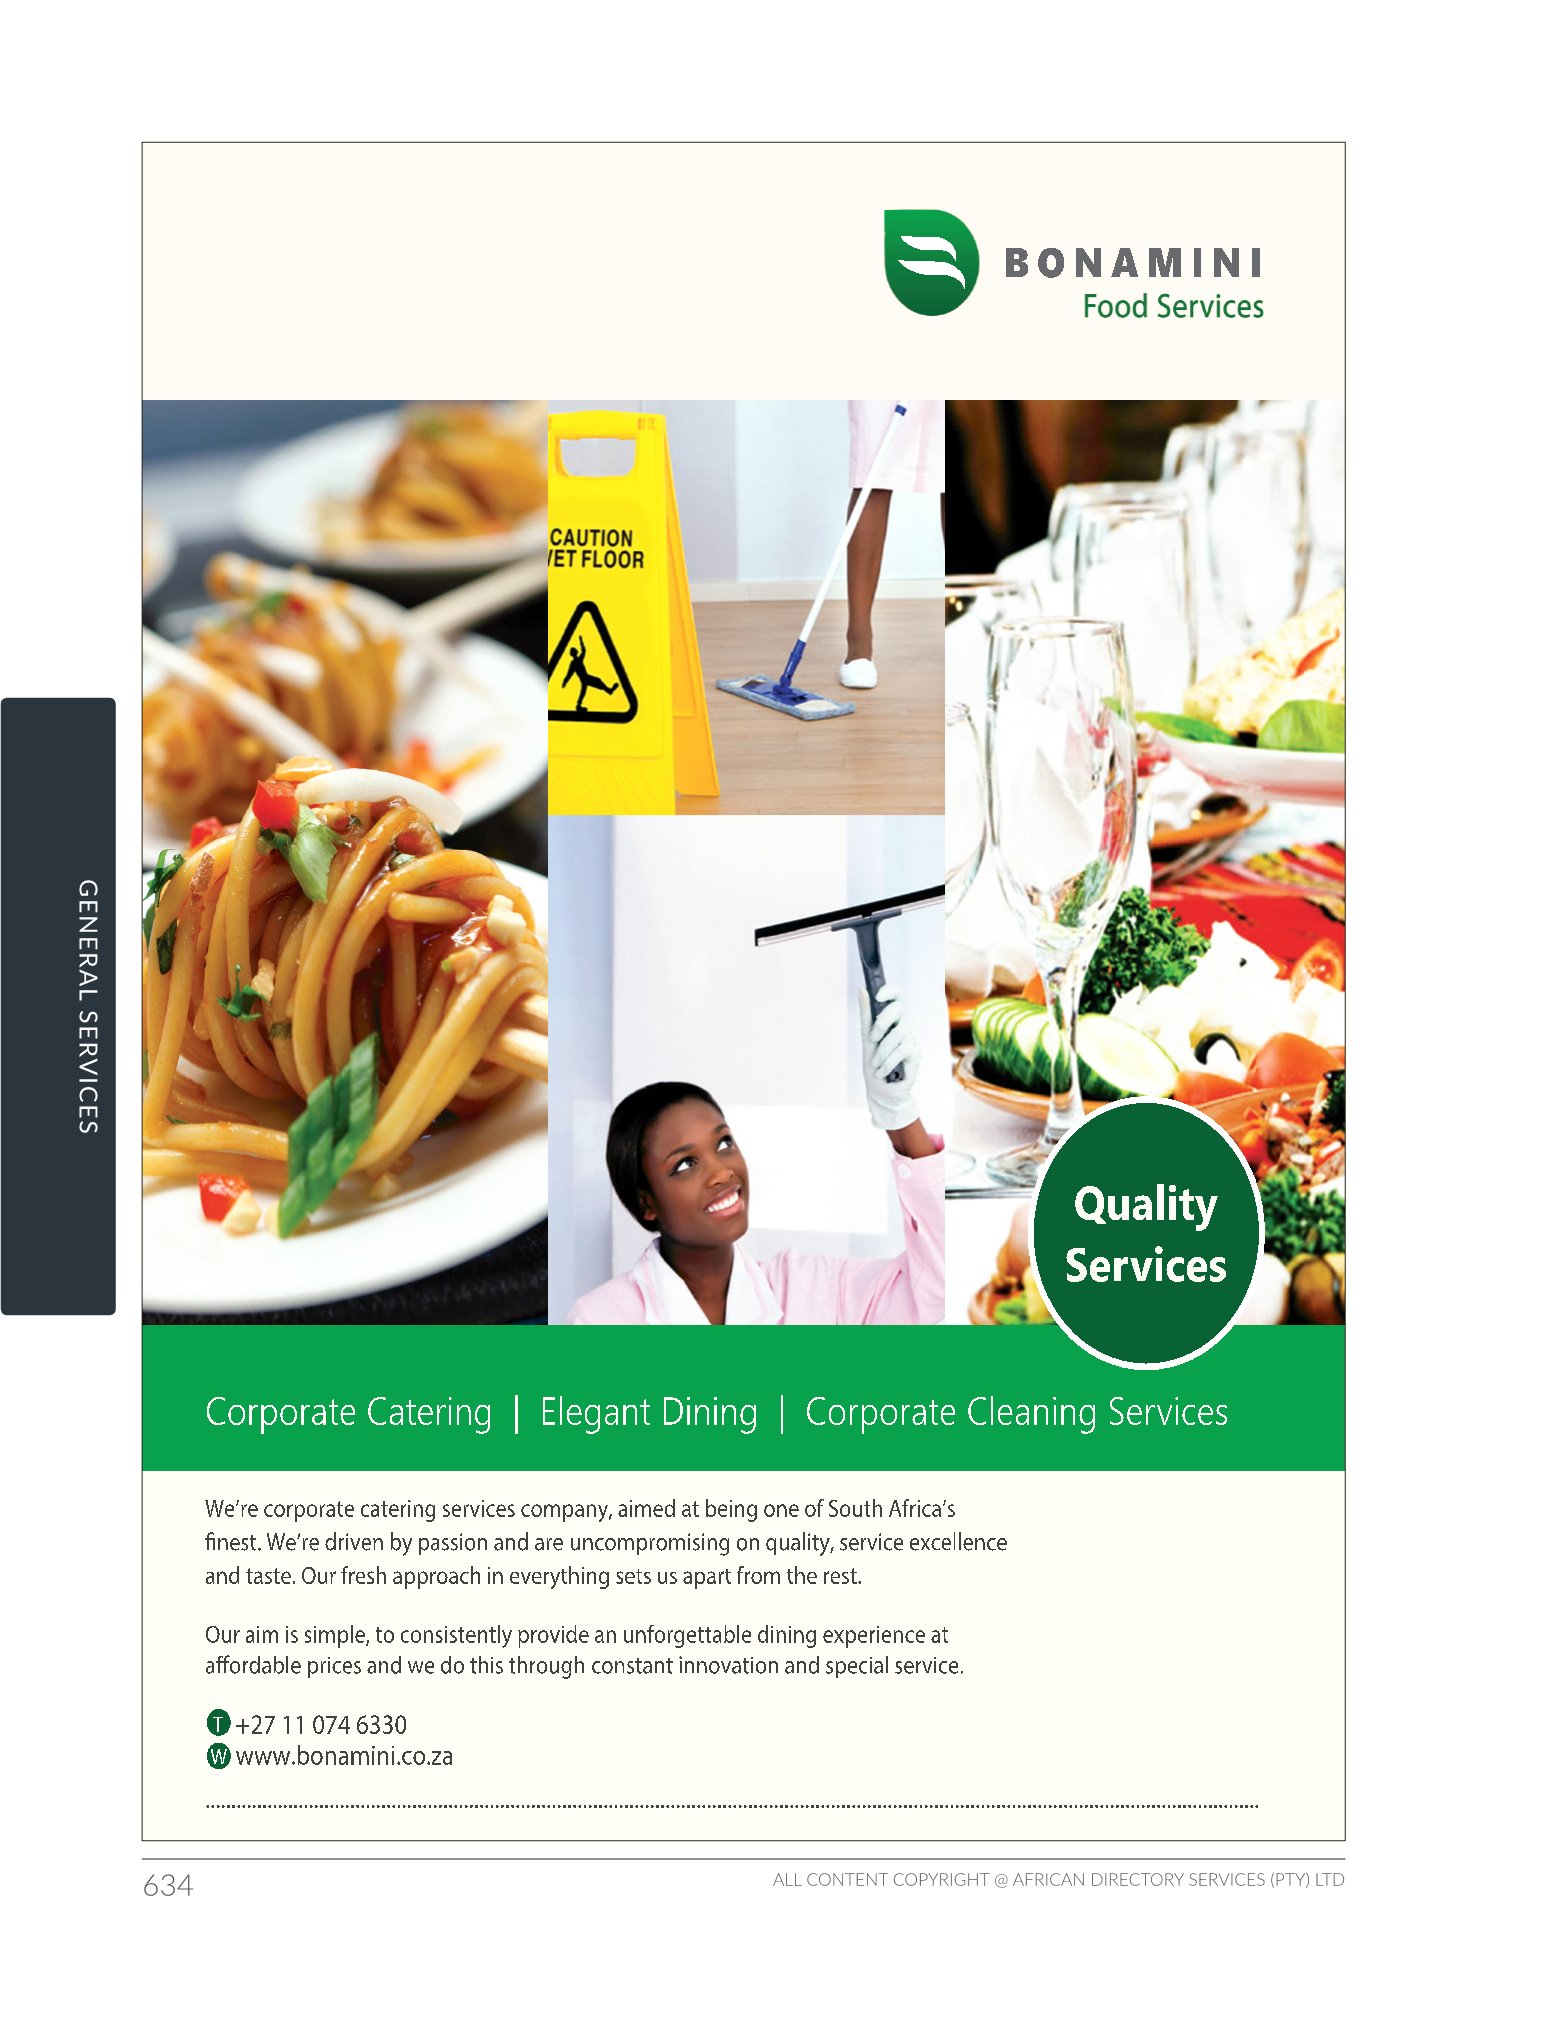 BONAMINI
Food Services
CAUTION
WET FLOOR
GENERAL SERVICES
Quality
Services
Corporate Catering | Elegant Dining | Corporate Cleaning Services
We're corporate catering services company, aimed at being one of South Africa's
finest. We're driven by passion and are uncompromising on quality, service excellence
and taste. Our fresh approach in everything sets us apart from the rest.
Our aim is simple, to consistently provide an unforgettable dining experience at
affordable prices and we do this through constant innovation and special service.
T +27 11 074 6330
W www.bonamini.co.za
634
ALL CONTENT COPYRIGHT @ AFRICAN DIRECTORY SERVICES (PTY) LTD